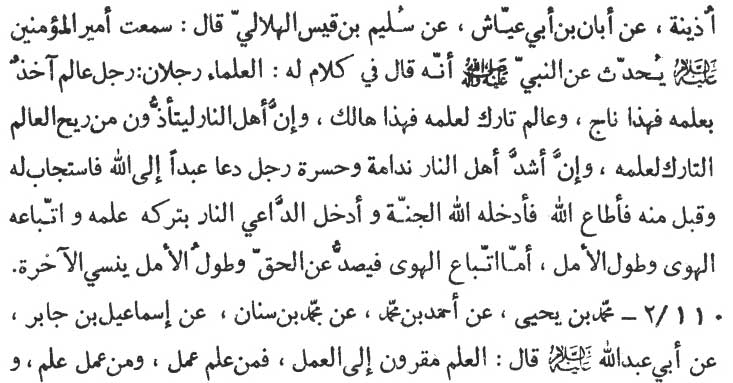 اُذينة ، عن أبان بن أبي عيّاش ، عن سُليم بن قيس الهلاليّ قال : سمعت أمير المؤمنين
عليه السلام يُحدّث عن النبيّ صلى الله عليه وآله أنّه قال في كلام له : العلماء رجلان: رجل عالم آخذٌ
بعلمه فهذا ناج ، وعالم تارك لعلمه فهذا هالك ، وإنَّ أهل النار ليتأذُّون من ريح العالم
التارك لعلمه ، وإنَّ أشدَّ أهل النار ندامة وحسرة رجل دعا عبداً إلى الله فاستجاب له
وقبل منه فأطاع الله فأدخله الله الجنّة و أدخل الدَّاعي النار بتركه علمه و اتّباعه
الهوى وطول الأمل ، أمّا اتّباع الهوى فيصدُّ عن الحقّ وطولُ الأمل ينسي الآخرة.
١١٠/٢ ـ محمّد بن يحيى ، عن أحمد بن محمّد ، عن محمّد بن سنان ، عن إسماعيل بن جابر ،
عن أبي عبدالله عليه السلام قال : العلم مقرون إلى العمل ، فمن علم عمل ، ومن عمل علم ، و